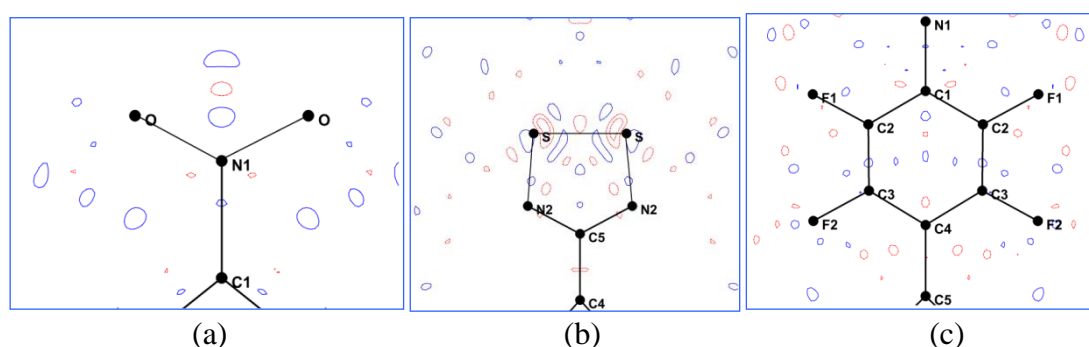 O O
N1
C1
(a)
S S
N2 N2
C5
C4
(b)
N1
F1 C1 F1
C2 C2
C3 C3
F2 C4 F2
C5
(c)